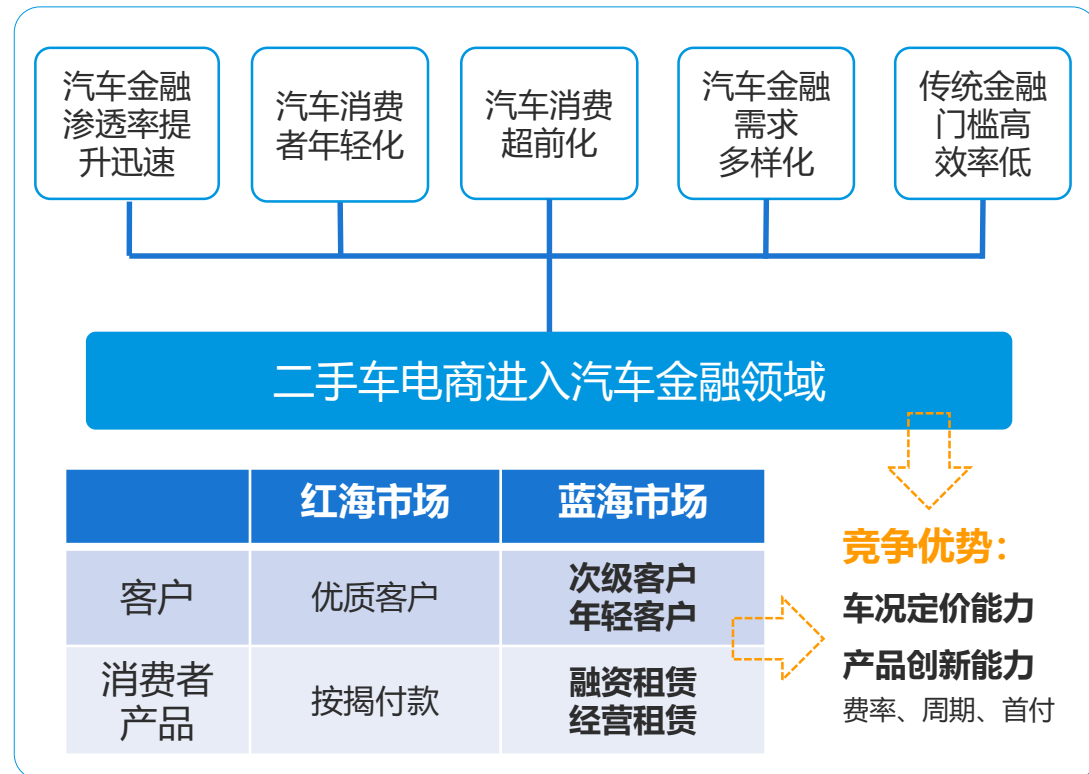 汽车金融
渗透率提
升迅速
汽车消费
者年轻化
汽车消费
超前化
汽车金融
需求
多样化
传统金融
门槛高
效率低
二手车电商进入汽车金融领域
红海市场
蓝海市场
客户
优质客户
次级客户
年轻客户
消费者
产品
按揭付款
融资租赁
经营租赁
竞争优势：
车况定价能力
产品创新能力
费率、周期、首付